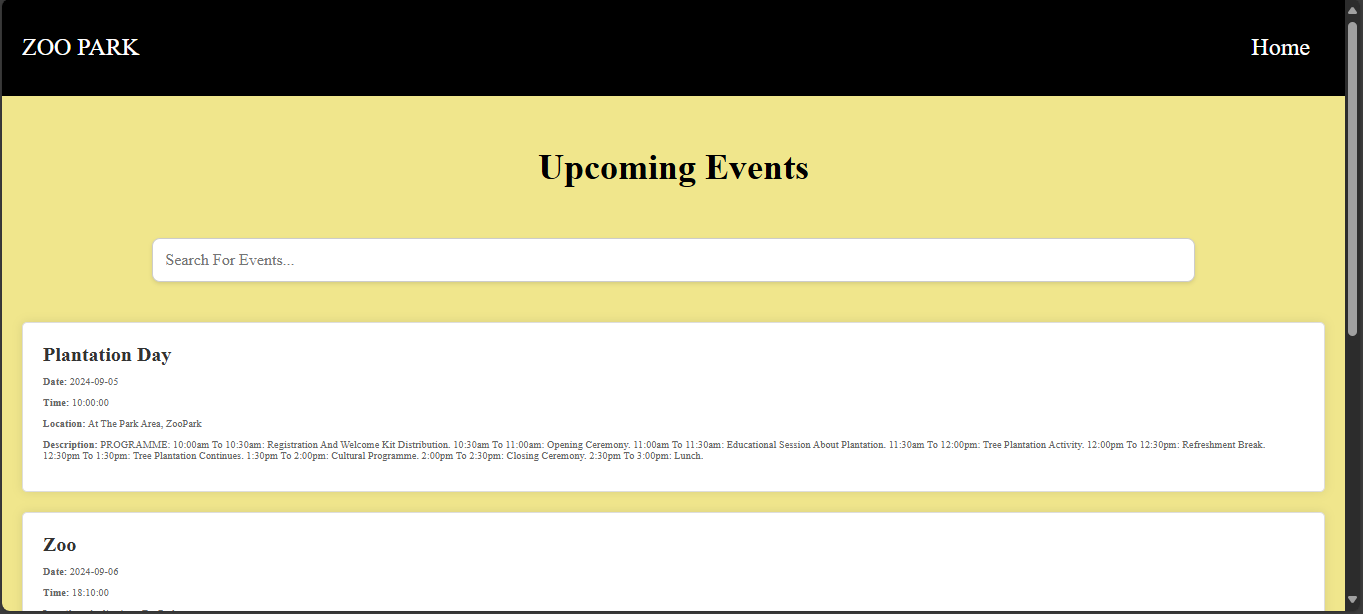 ZOO PARK
Home
Upcoming Events
Search For Events...
Plantation Day
Date: 2024-09-05
Time: 10:00:00
Location: At The Park Area, ZooPark
Description: PROGRAMME: 10:00am To 10:30am: Registration And Welcome Kit Distribution. 10:30am To 11:00am: Opening Ceremony. 11:00am To 11:30am: Educational Session About Plantation. 11:30am To 12:00pm: Tree Plantation Activity. 12:00pm To 12:30pm: Refreshment Break.
12:30pm To 1:30pm: Tree Plantation Continues. 1:30pm To 2:00pm: Cultural Programme. 2:00pm To 2:30pm: Closing Ceremony. 2:30pm To 3:00pm: Lunch.
Zoo
Date: 2024-09-06
Time: 18:10:00